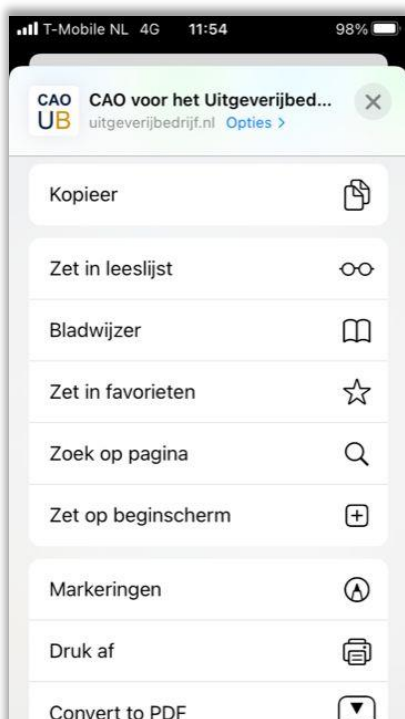 T-Mobile NL 4G 11:54 98%
CAO UB
CAO voor het Uitgeverijbed...
uitgeverijbedrijf.nl Opties >
Kopieer
Zet in leeslijst
Bladwijzer
Zet in favorieten
Zoek op pagina
Zet op beginscherm
Markeringen
Druk af
Convert to PDF